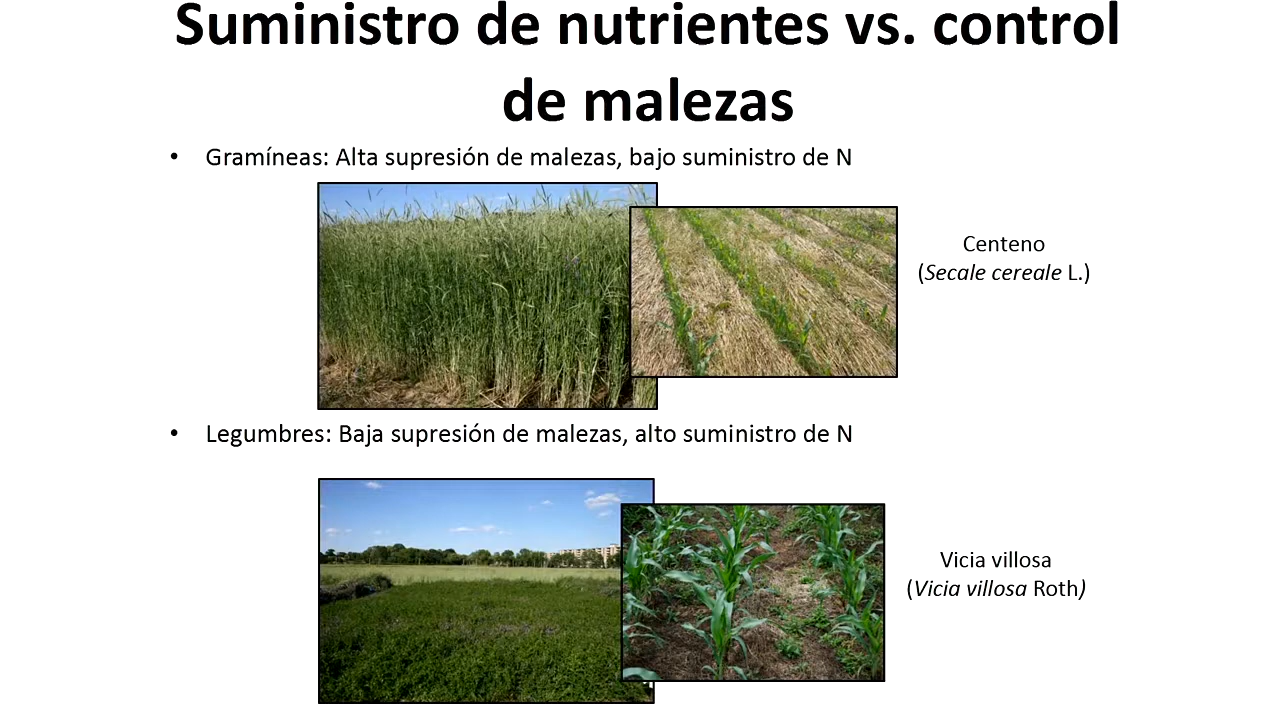 Suministro de nutrientes vs. control
de malezas
• Gramíneas: Alta supresión de malezas, bajo suministro de N
Centeno
(Secale cereale L.)
• Legumbres: Baja supresión de malezas, alto suministro de N
Vicia villosa
(Vicia villosa Roth)